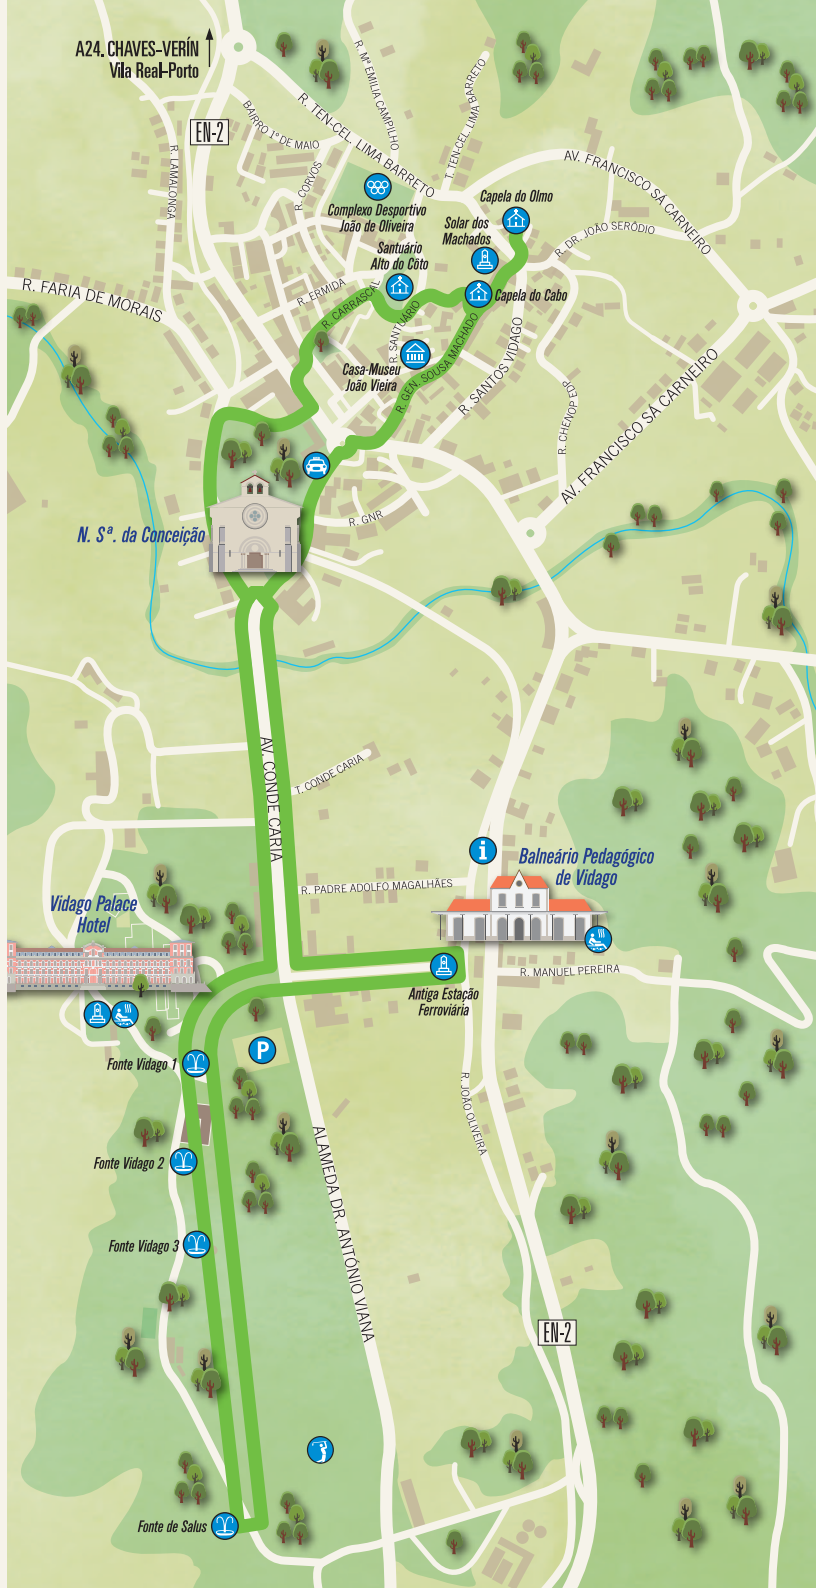 A24. CHAVES-VERÍN
Vila Real-Porto
EN-2
BAIRRO 1º DE MAIO
R. TEN-CEL. LIMA BARRETO
R. Mª EMILIA CAMPILHO
T. TEN-CEL. LIMA BARRETO
AV. FRANCISCO SÁ CARNEIRO
R. LAMALONGA
R. CORVOS
Complexo Desportivo
João de Oliveira
Capela do Olmo
Solar dos
Machados
R. DR. JOÃO SERÔDIO
Santuário
Alto do Côto
R. FARIA DE MORAIS
R. ERMIDA
R. CARRASCAL
Capela do Cabo
R. SANTUÁRIO
Casa-Museu
João Vieira
R. GEN. SOUSA MACHADO
R. SANTOS VIDAGO
R. CHENOP. EDP
AV. FRANCISCO SÁ CARNEIRO
R. GNR
N. Sª. da Conceição
AV. CONDE CARIA
T. CONDE CARIA
i
Balneário Pedagógico
de Vidago
R. PADRE ADOLFO MAGALHÃES
Vidago Palace
Hotel
R. MANUEL PEREIRA
Antiga Estação
Ferroviária
P
Fonte Vidago 1
R. JOÃO OLIVEIRA
Fonte Vidago 2
ALAMEDA DR. ANTÓNIO VIANA
Fonte Vidago 3
EN-2
Fonte de Salus